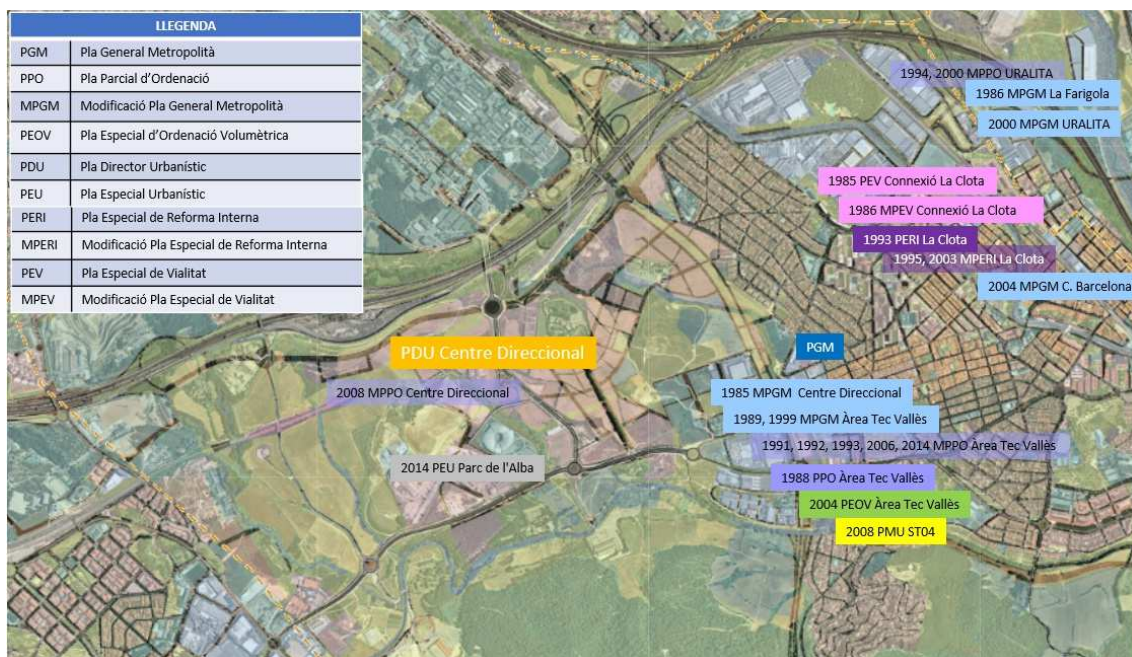 LLEGENDA
PGM Pla General Metropolità
PPO Pla Parcial d'Ordenació
MPGM Modificació Pla General Metropolità
PEOV Pla Especial d'Ordenació Volumètrica
PDU Pla Director Urbanístic
PEU Pla Especial Urbanístic
PERI Pla Especial de Reforma Interna
MPERI Modificació Pla Especial de Reforma Interna
PEV Pla Especial de Vialitat
MPEV Modificació Pla Especial de Vialitat
1994, 2000 MPPO URALITA
1986 MPGM La Farigola
2000 MPGM URALITA
1985 PEV Connexió La Clota
1986 MPEV Connexió La Clota
1993 PERI La Clota
1995, 2003 MPERI La Clota
2004 MPGM C. Barcelona
PGM
PDU Centre Direccional
2008 MPPO Centre Direccional
1985 MPGM Centre Direccional
1989, 1999 MPGM Àrea Tec Vallès
1991, 1992, 1993, 2006, 2014 MPPO Àrea Tec Vallès
2014 PEU Parc de l'Alba
1988 PPO Àrea Tec Vallès
2004 PEOV Àrea Tec Vallès
2008 PMU ST04